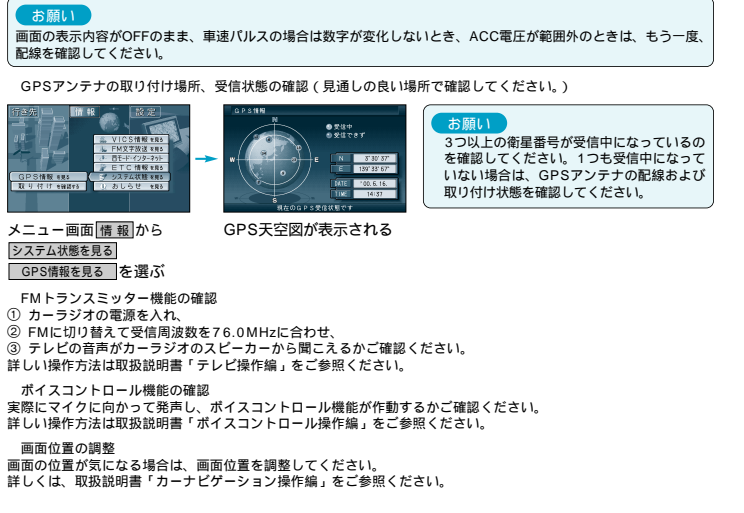 お願い
画面の表示内容がOFFのまま、車速パルスの場合は数字が変化しないとき、ACC電圧が範囲外のときは、もう一度、
配線を確認してください。
GPSアンテナの取り付け場所、受信状態の確認(見通しの良い場所で確認してください。)
行き先 情 報 設 定
VICS情報 を見る
FM文字放送 を見る
iモード・インターネット
ETC情報 を見る
GPS情報 を見る システム状態 を見る
取り付け を確認する おしらせ を見る
GPS情報
N
受信中
受信できず
W E
S
N 3°30'37"
E 139°33'67"
DATE '00. 6.16.
TIME 14:37
現在のGPS受信状態です
お願い
3つ以上の衛星番号が受信中になっているの
を確認してください。1つも受信中になって
いない場合は、GPSアンテナの配線および
取り付け状態を確認してください。
メニュー画面 情 報 から
システム状態を見る
GPS情報を見る を選ぶ
GPS天空図が表示される
FMトランスミッター機能の確認
① カーラジオの電源を入れ、
② FMに切り替えて受信周波数を76.0MHzに合わせ、
③ テレビの音声がカーラジオのスピーカーから聞こえるかご確認ください。
詳しい操作方法は取扱説明書「テレビ操作編」をご参照ください。
ボイスコントロール機能の確認
実際にマイクに向かって発声し、ボイスコントロール機能が作動するかご確認ください。
詳しい操作方法は取扱説明書「ボイスコントロール操作編」をご参照ください。
画面位置の調整
画面の位置が気になる場合は、画面位置を調整してください。
詳しくは、取扱説明書「カーナビゲーション操作編」をご参照ください。